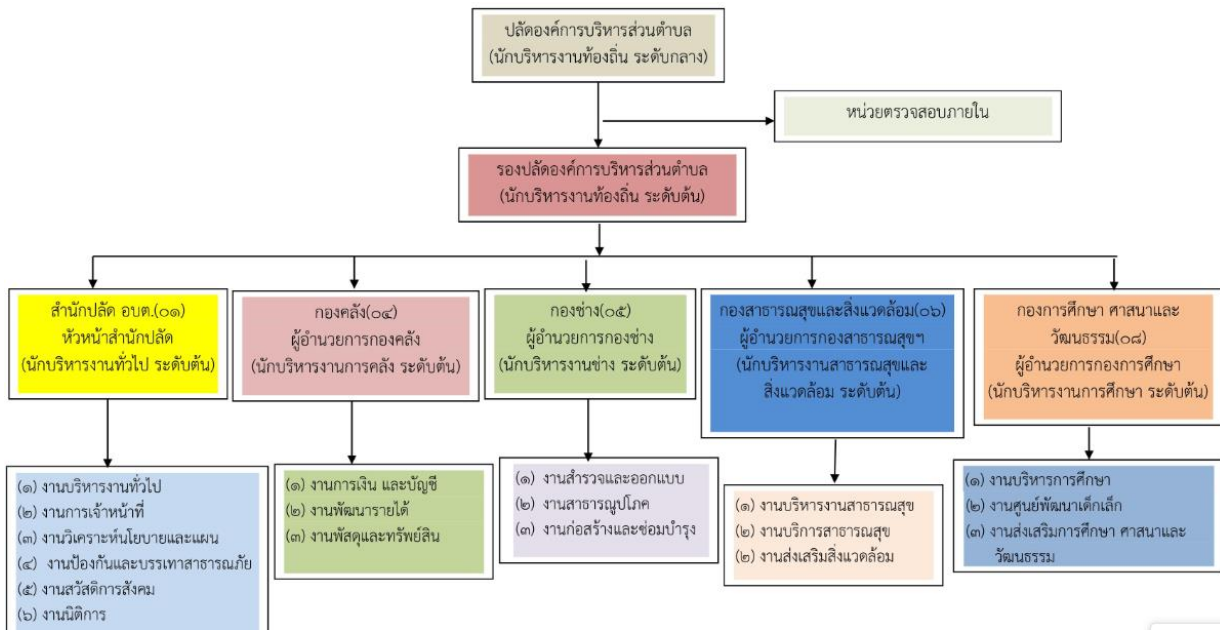 ปลัดองค์การบริหารส่วนตำบล
(นักบริหารงานท้องถิ่น ระดับกลาง)
หน่วยตรวจสอบภายใน
รองปลัดองค์การบริหารส่วนตำบล
(นักบริหารงานท้องถิ่น ระดับต้น)
สำนักปลัด อบต.(๐๑)
หัวหน้าสำนักปลัด
(นักบริหารงานทั่วไป ระดับต้น)
กองคลัง(๐๔)
ผู้อำนวยการกองคลัง
(นักบริหารงานการคลัง ระดับต้น)
กองช่าง(๐๕)
ผู้อำนวยการกองช่าง
(นักบริหารงานช่าง ระดับต้น)
กองสาธารณสุขและสิ่งแวดล้อม(๐๖)
ผู้อำนวยการกองสาธารณสุขฯ
(นักบริหารงานสาธารณสุขและ
สิ่งแวดล้อม ระดับต้น)
กองการศึกษา ศาสนาและ
วัฒนธรรม(๐๘)
ผู้อำนวยการกองการศึกษา
(นักบริหารงานการศึกษา ระดับต้น)
(๑) งานบริหารงานทั่วไป
(๒) งานการเจ้าหน้าที่
(๓) งานวิเคราะห์นโยบายและแผน
(๔) งานป้องกันและบรรเทาสาธารณภัย
(๕) งานสวัสดิการสังคม
(๖) งานนิติการ
(๑) งานการเงิน และบัญชี
(๒) งานพัฒนารายได้
(๓) งานพัสดุและทรัพย์สิน
(๑) งานสำรวจและออกแบบ
(๒) งานสาธารณูปโภค
(๓) งานก่อสร้างและซ่อมบำรุง
(๑) งานบริหารงานสาธารณสุข
(๒) งานบริการสาธารณสุข
(๒) งานส่งเสริมสิ่งแวดล้อม
(๑) งานบริหารการศึกษา
(๒) งานศูนย์พัฒนาเด็กเล็ก
(๓) งานส่งเสริมการศึกษา ศาสนาและ
วัฒนธรรม